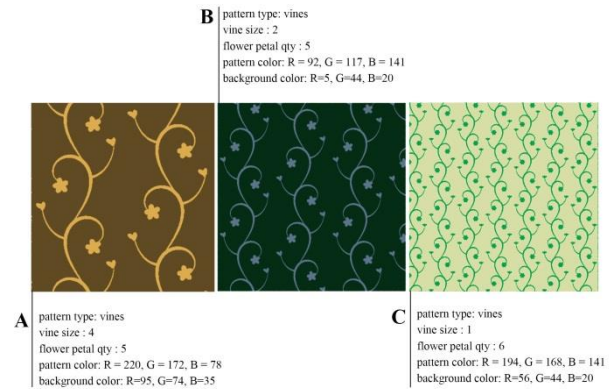 B
pattern type: vines
vine size : 2
flower petal qty : 5
pattern color: R = 92, G = 117, B = 141
background color: R=5, G=44, B=20
A
pattern type: vines
vine size : 4
flower petal qty : 5
pattern color: R = 220, G = 172, B = 78
background color: R=95, G=74, B=35
C
pattern type: vines
vine size : 1
flower petal qty : 6
pattern color: R = 194, G = 168, B = 141
background color: R=56, G=44, B=20